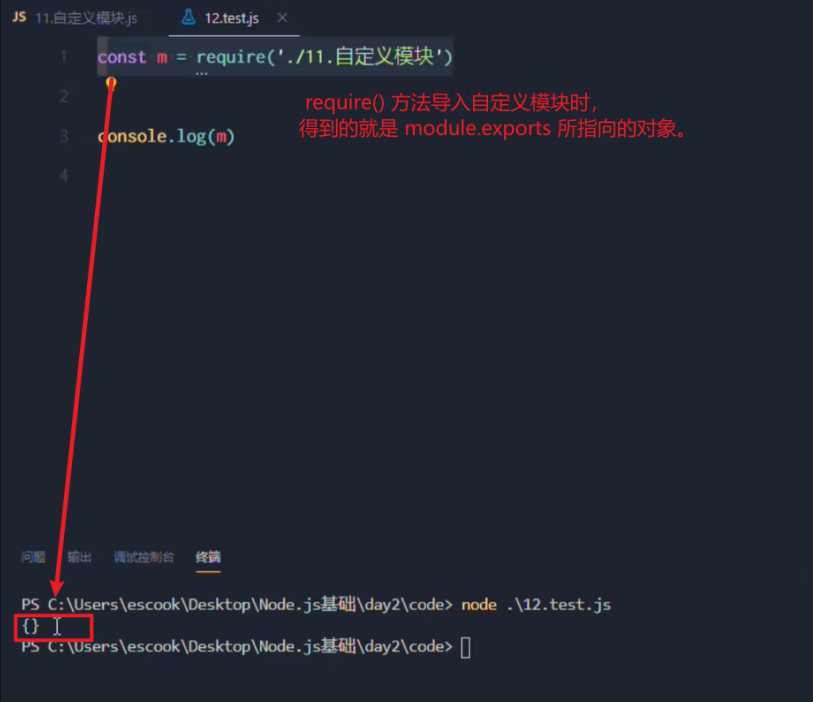 JS 11.自定义模块.js 12.test.js ×
1 const m = require('./11.自定义模块')
2
require() 方法导入自定义模块时,
得到的就是 module.exports 所指向的对象。
3 console.log(m)
4
问题 输出 调试控制台 终端
PS C:\Users\escook\Desktop\Node.js基础\day2\code> node .\12.test.js
{}
PS C:\Users\escook\Desktop\Node.js基础\day2\code>